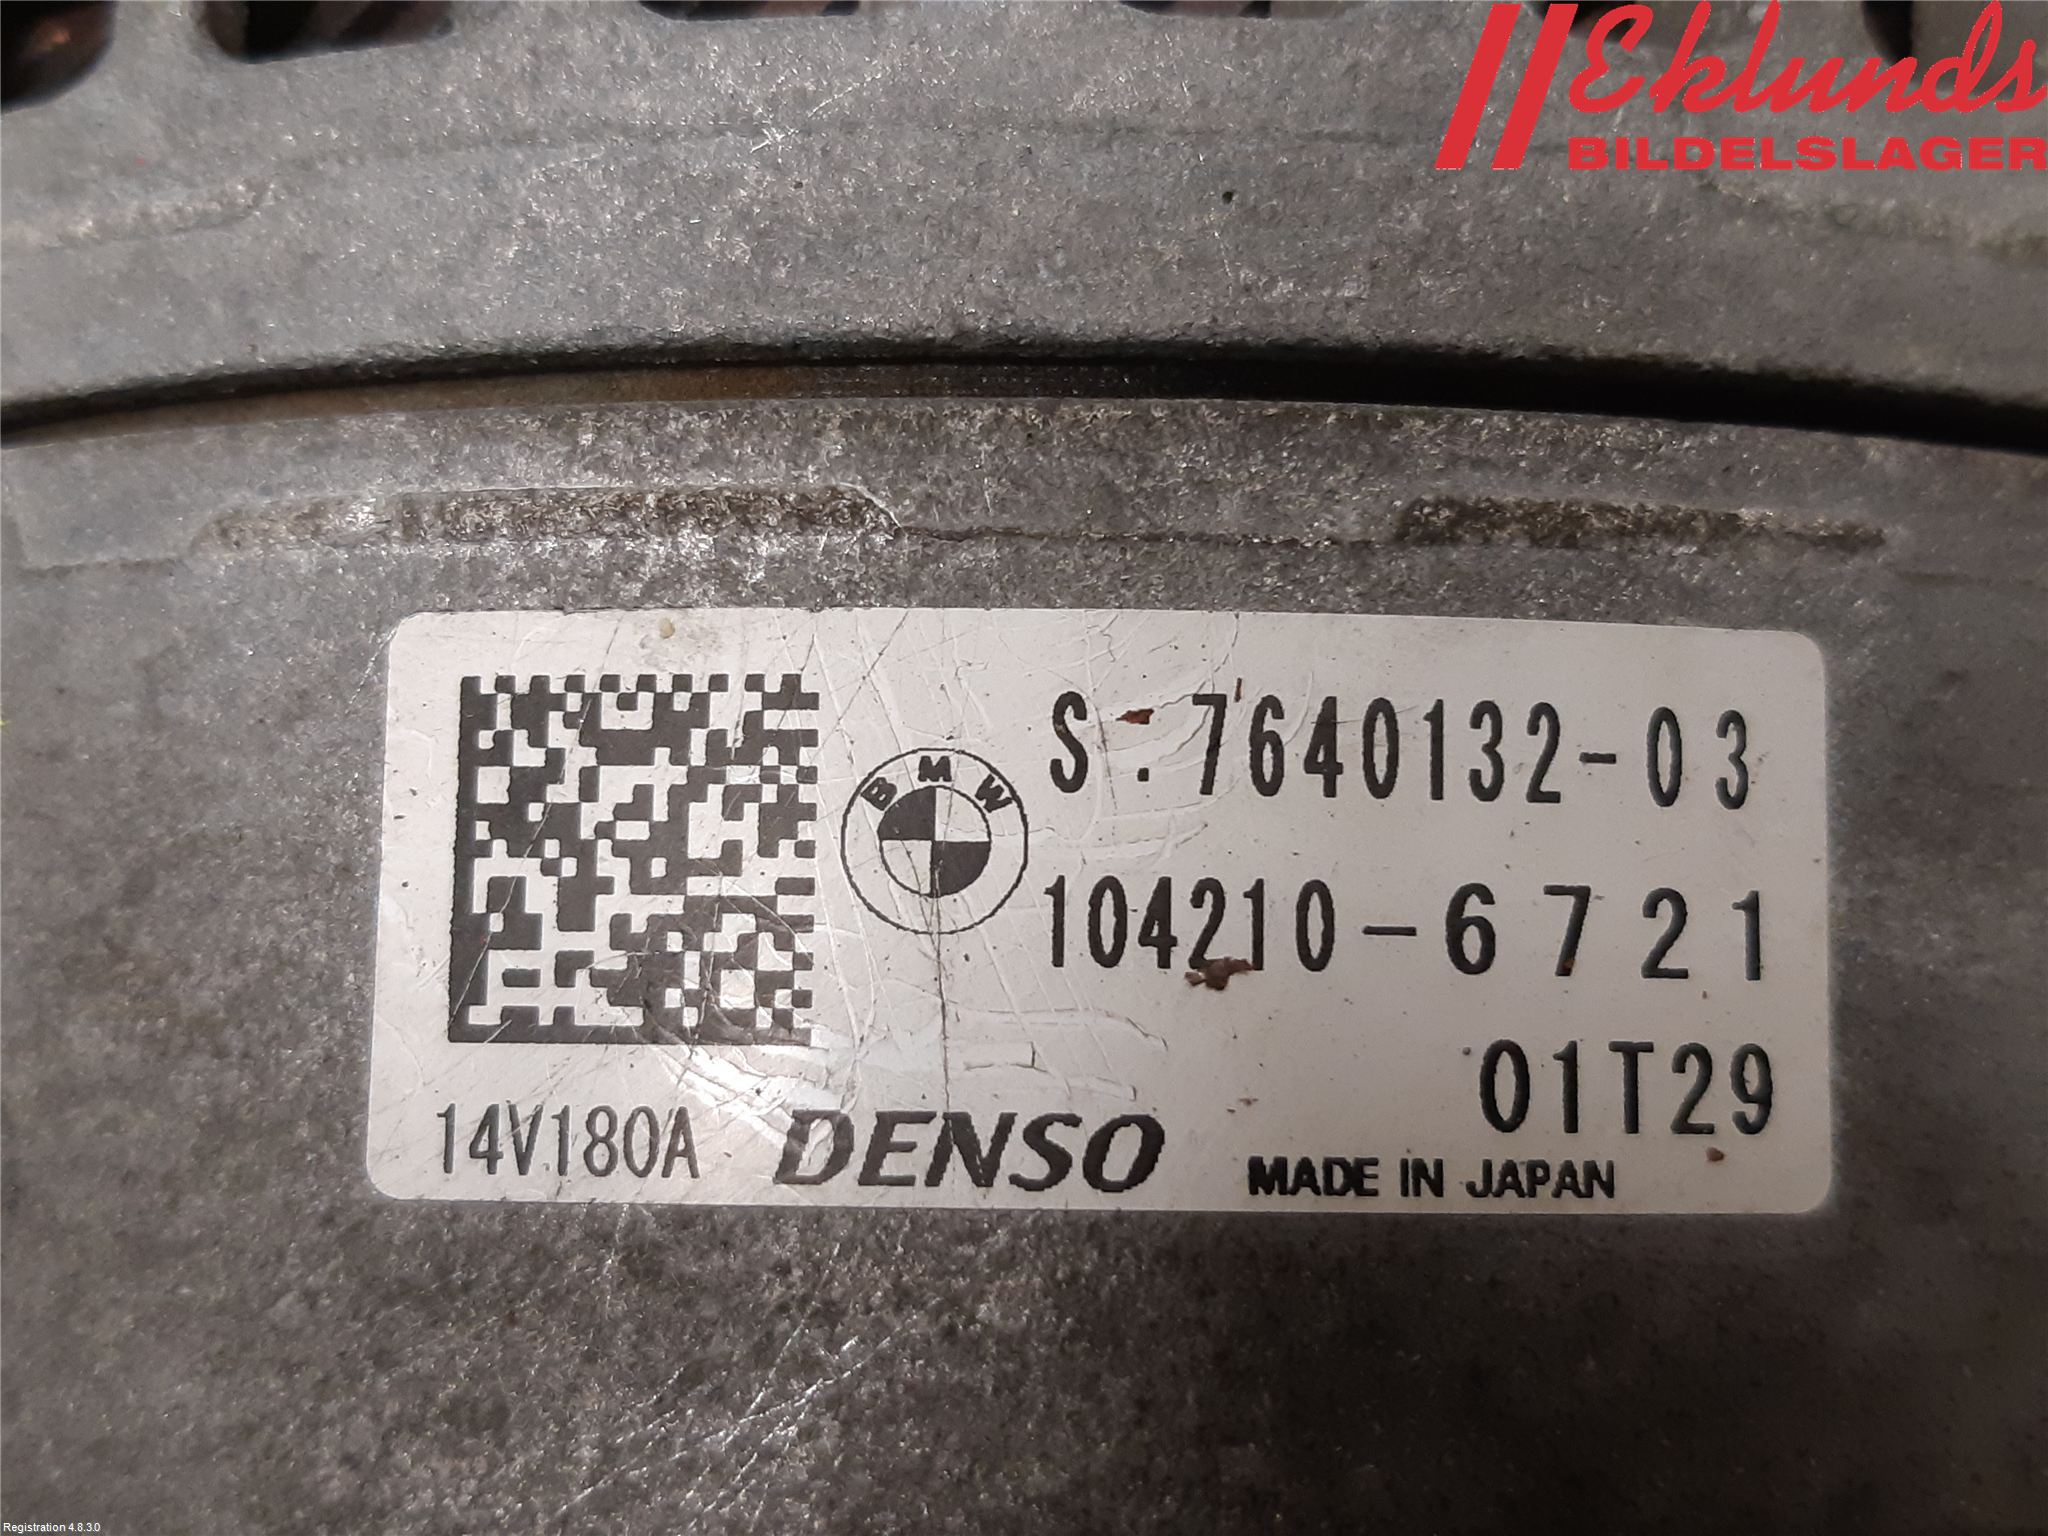 Eklunds
BILDELSLAGER
S.7640132-03
BMW
104210-6721
01T29
14V180A DENSO MADE IN JAPAN
Registration 4.8.3.0